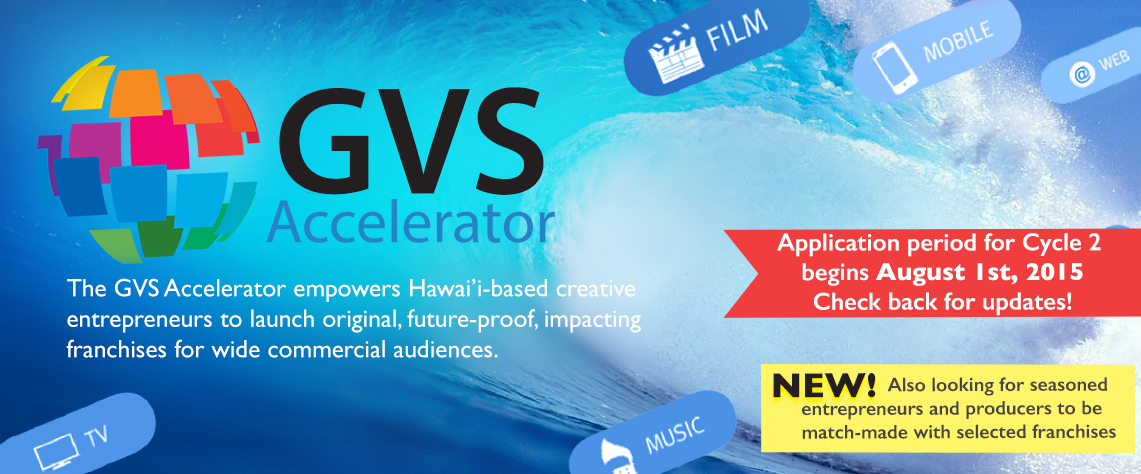 FILM
MOBILE
@ WEB
GVS
Accelerator
The GVS Accelerator empowers Hawai'i-based creative
entrepreneurs to launch original, future-proof, impacting
franchises for wide commercial audiences.
Application period for Cycle 2
begins August 1st, 2015
Check back for updates!
NEW! Also looking for seasoned
entrepreneurs and producers to be
match-made with selected franchises
TV
MUSIC